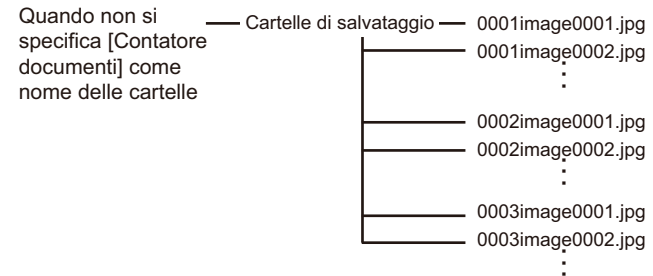 Quando non si
specifica [Contatore
documenti] come
nome delle cartelle
Cartelle di salvataggio
0001image0001.jpg
0001image0002.jpg
0002image0001.jpg
0002image0002.jpg
0003image0001.jpg
0003image0002.jpg